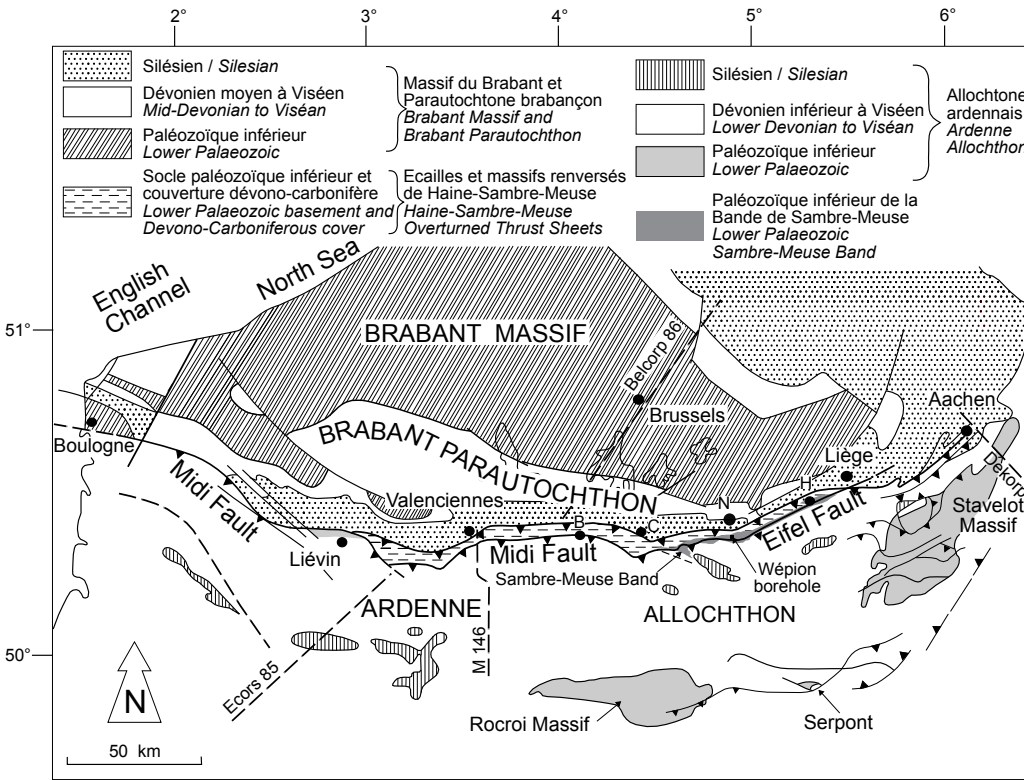 2°
3°
4°
5°
6°
Silésien / Silesian
Dévonien moyen à Viséen
Mid-Devonian to Viséan
Paléozoïque inférieur
Lower Palaeozoic
Massif du Brabant et
Parautochtone brabançon
Brabant Massif and
Brabant Parautochthon
Socle paléozoïque inférieur et
couverture dévono-carbonifère
Lower Palaeozoic basement and
Devono-Carboniferous cover
Ecailles et massifs renversés
de Haine-Sambre-Meuse
Haine-Sambre-Meuse
Overturned Thrust Sheets
Silésien / Silesian
Dévonien inférieur à Viséen
Lower Devonian to Viséan
Paléozoïque inférieur
Lower Palaeozoic
Allochtone
ardennais
Ardenne
Allochthon
Paléozoïque inférieur de la
Bande de Sambre-Meuse
Lower Palaeozoic
Sambre-Meuse Band
English
Channel
North Sea
51°
BRABANT MASSIF
Belcorp 86
Brussels
Aachen
Boulogne
BRABANT PARAUTOCHTHON
Liège
Dekorp
Midi Fault
Valenciennes
N
H
Stavelot
Massif
B
C
Eiffel Fault
Liévin
Midi Fault
Sambre-Meuse Band
Wépion
borehole
ARDENNE
ALLOCHTHON
50°
M 146
Ecors 85
N
Rocroi Massif
Serpont
50 km